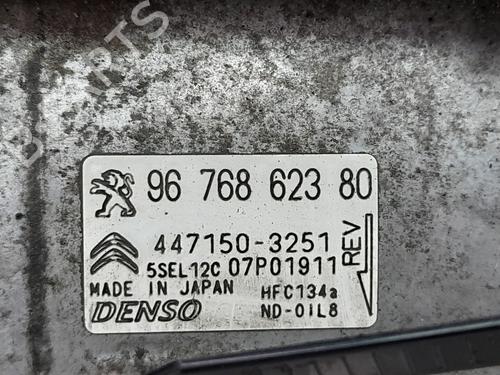 96 768 623 80
447150-3251
5SEL12C 07P01911
MADE IN JAPAN HFC134a
DENSO ND-OIL8
REV